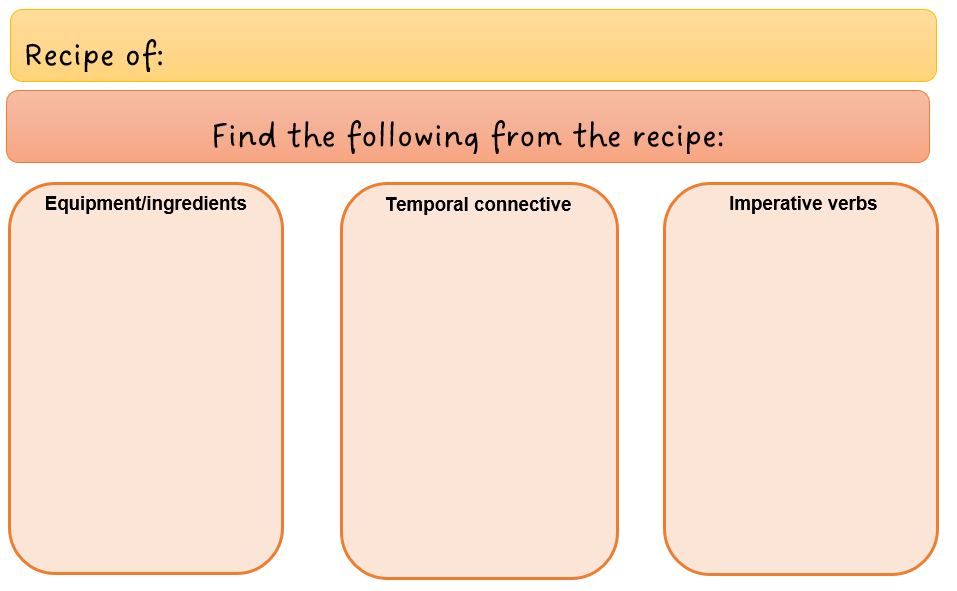 Recipe of:
Find the following from the recipe:
Equipment/ingredients
Temporal connective
Imperative verbs